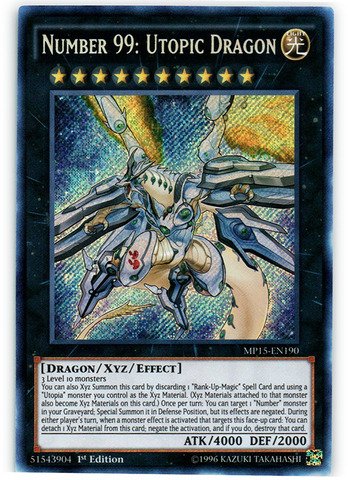 NUMBER 99: UTOPIC DRAGON
LIGHT
光
MP15-EN190
[DRAGON/XYZ/EFFECT]
3 Level 10 monsters
You can also Xyz Summon this card by discarding 1 "Rank-Up-Magic" Spell Card and using a
"Utopia" monster you control as the Xyz Material. (Xyz Materials attached to that monster
also become Xyz Materials on this card.) Once per turn: You can target 1 "Number" monster
in your Graveyard; Special Summon it in Defense Position, but its effects are negated. During
either player's turn, when a monster effect is activated that targets this face-up card: You can
detach 1 Xyz Material from this card; negate the activation, and if you do, destroy that card.
ATK/4000 DEF/2000
51543904 1st Edition ©1996 KAZUKI TAKAHASHI